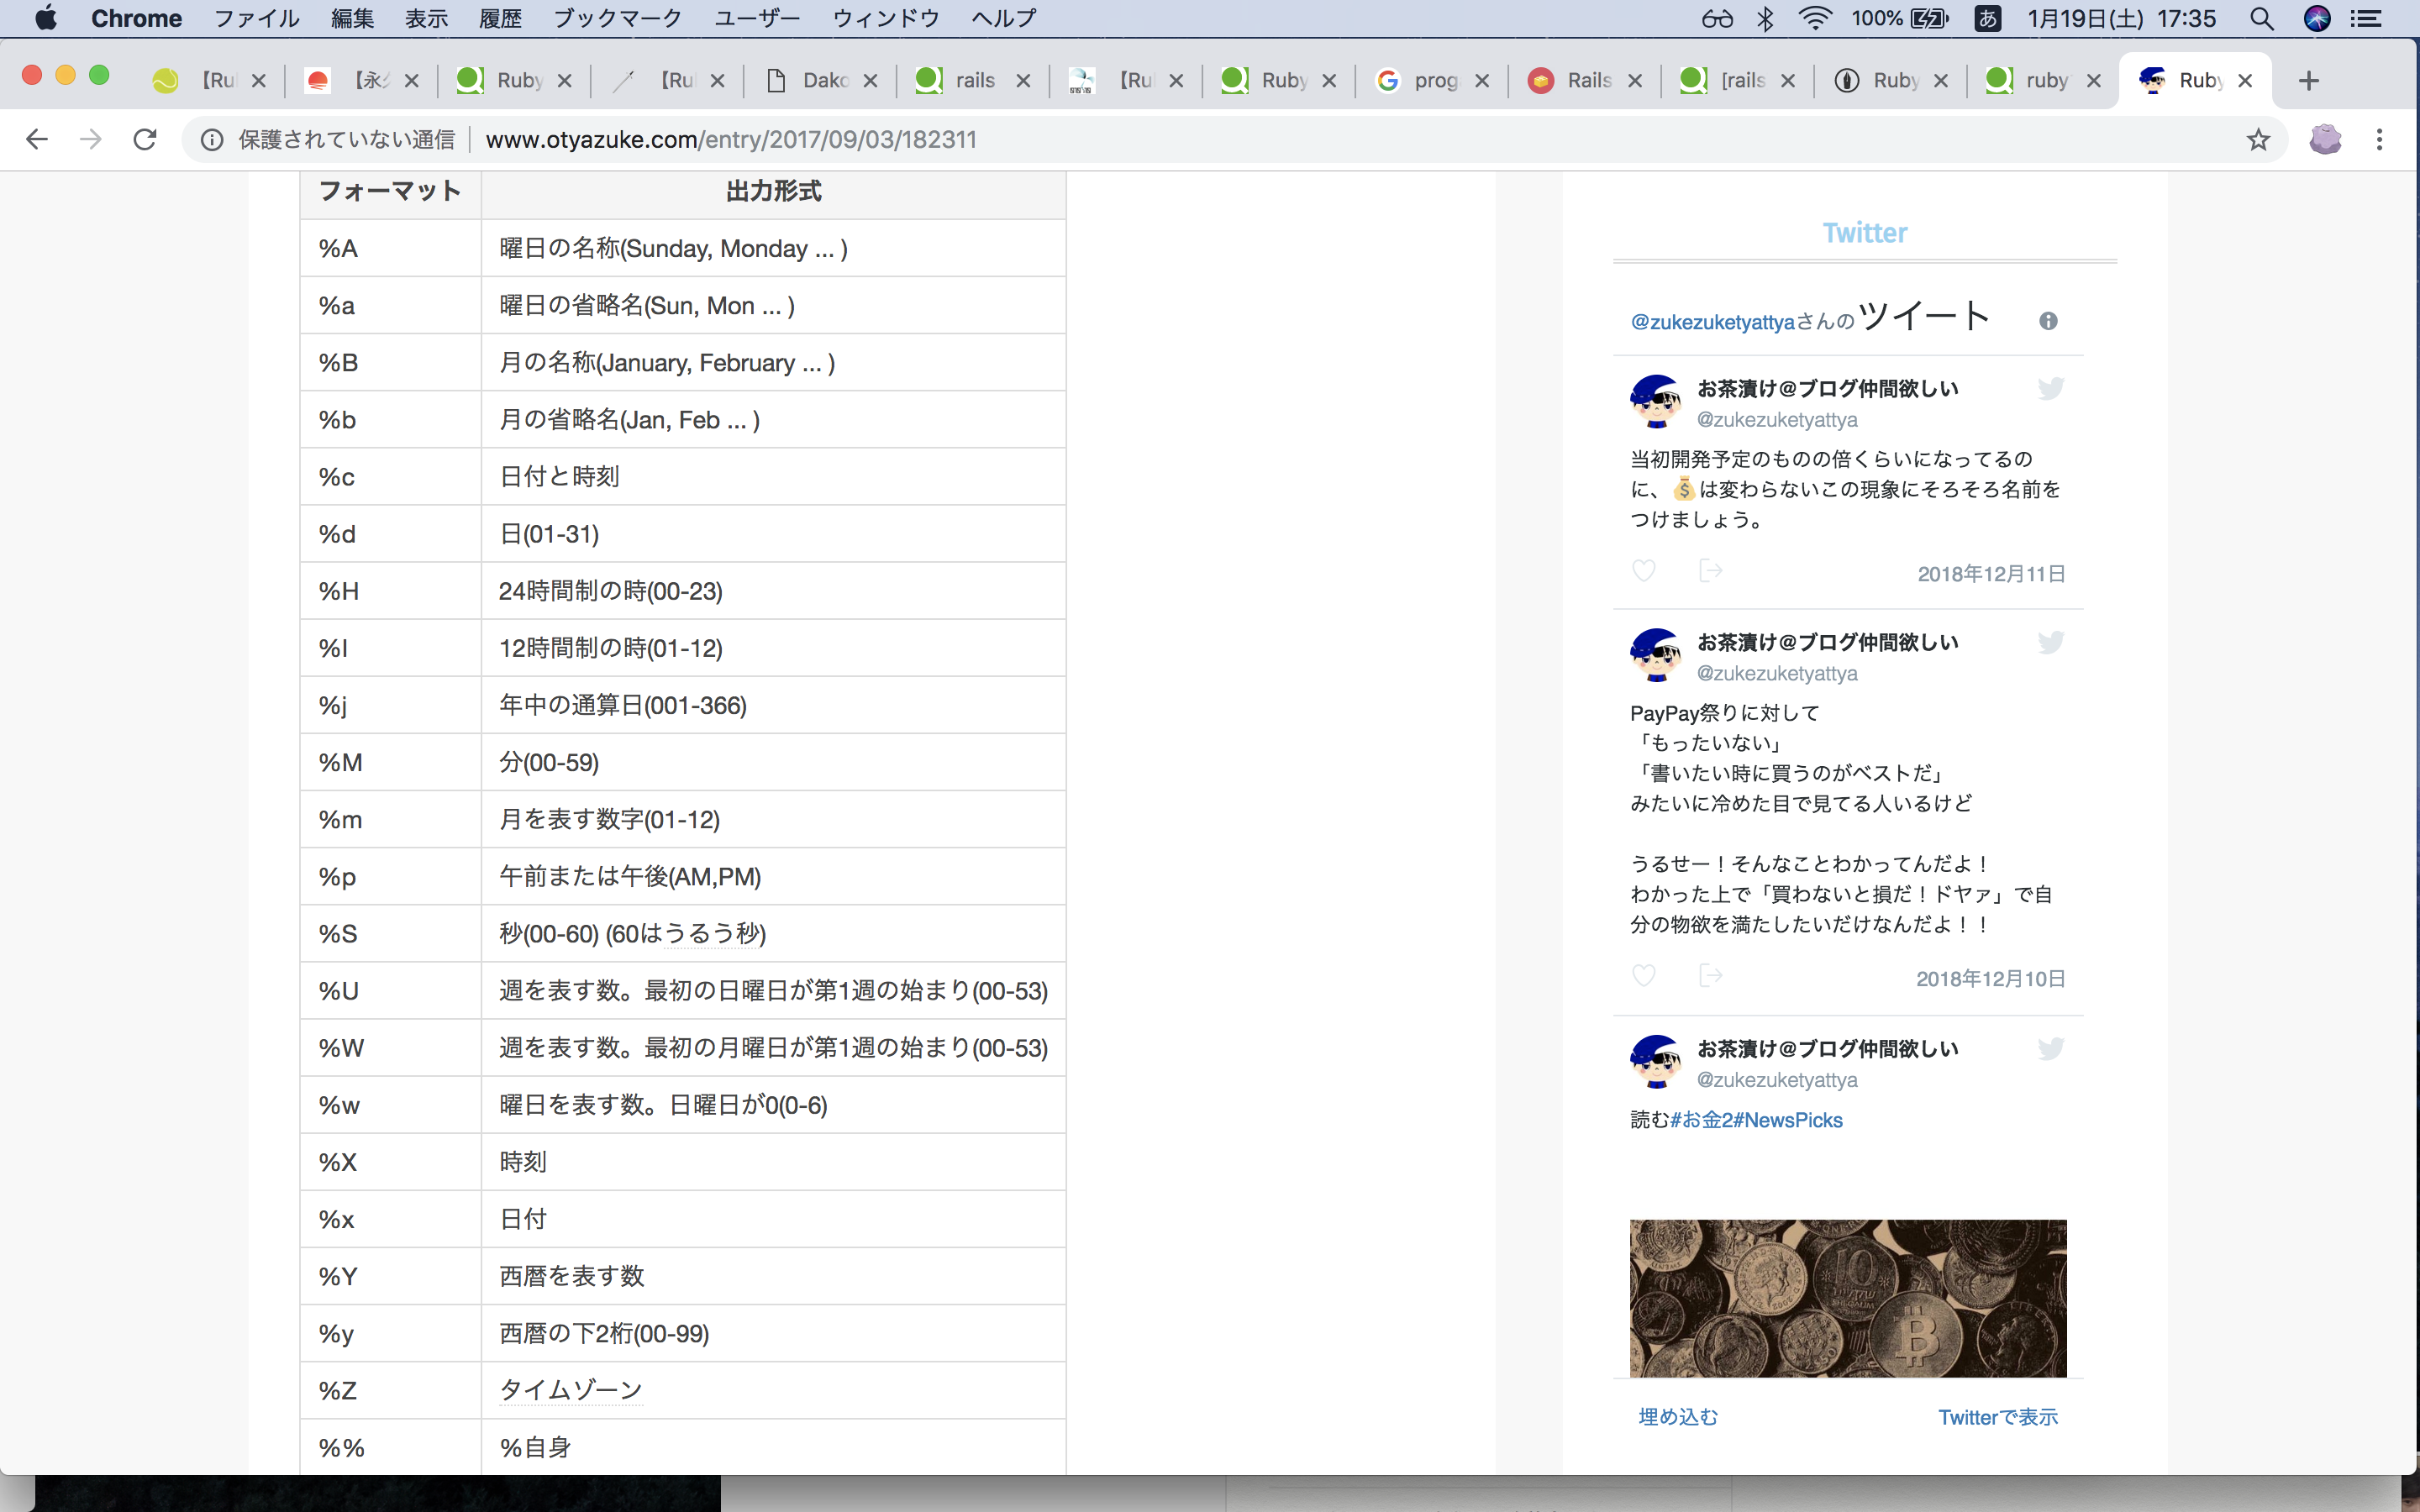 Chrome ファイル 編集 表示 履歴 ブックマーク ユーザー ウィンドウ ヘルプ 100% あ 1月19日(土) 17:35
【Ru 【永 Ruby 【Ru Dako rails 【Ru Ruby prog Rails [rails Ruby ruby Ruby
保護されていない通信 www.otyazuke.com/entry/2017/09/03/182311
フォーマット 出力形式
%A 曜日の名称(Sunday, Monday ... )
%a 曜日の省略名(Sun, Mon ... )
%B 月の名称(January, February ... )
%b 月の省略名(Jan, Feb ... )
%c 日付と時刻
%d 日(01-31)
%H 24時間制の時(00-23)
%I 12時間制の時(01-12)
%j 年中の通算日(001-366)
%M 分(00-59)
%m 月を表す数字(01-12)
%p 午前または午後(AM,PM)
%S 秒(00-60) (60はうるう秒)
%U 週を表す数。最初の日曜日が第1週の始まり(00-53)
%W 週を表す数。最初の月曜日が第1週の始まり(00-53)
%w 曜日を表す数。日曜日が0(0-6)
%X 時刻
%x 日付
%Y 西暦を表す数
%y 西暦の下2桁(00-99)
%Z タイムゾーン
%% %自身
Twitter
@zukezuketyattyaさんのツイート
お茶漬け@ブログ仲間欲しい
@zukezuketyattya
当初開発予定のものの倍くらいになってるの
に、💰は変わらないこの現象にそろそろ名前を
つけましょう。
2018年12月11日
お茶漬け@ブログ仲間欲しい
@zukezuketyattya
PayPay祭りに対して
「もったいない」
「書いたい時に買うのがベストだ」
みたいに冷めた目で見てる人いるけど
うるせー！そんなことわかってんだよ！
わかった上で「買わないと損だ！ドヤァ」で自
分の物欲を満たしたいだけなんだよ！！
2018年12月10日
お茶漬け@ブログ仲間欲しい
@zukezuketyattya
読む#お金2#NewsPicks
埋め込む Twitterで表示